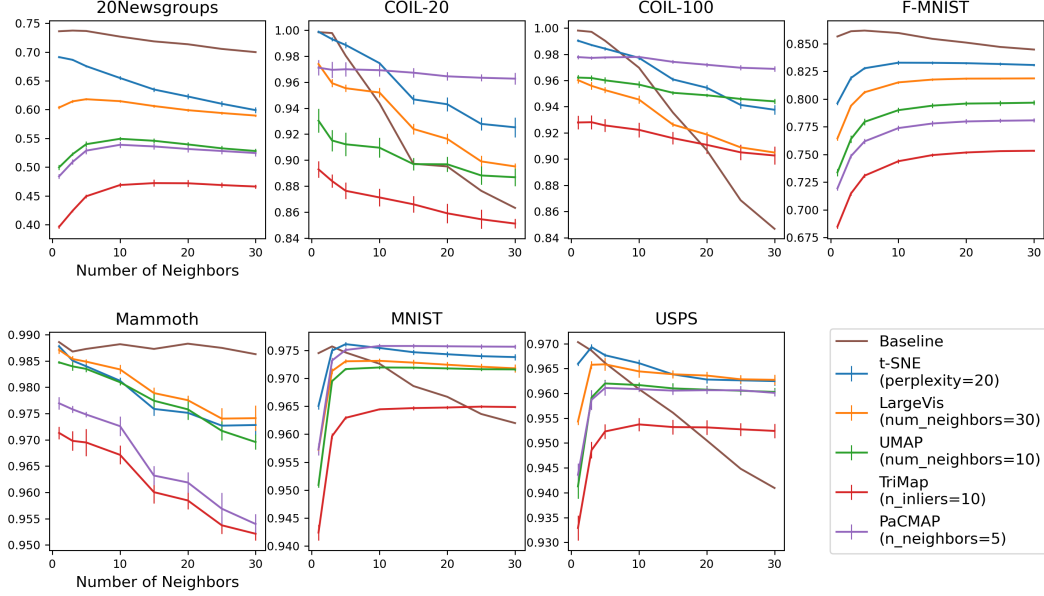 20Newsgroups
0.75
0.70
0.65
0.60
0.55
0.50
0.45
0.40
0 10 20 30
Number of Neighbors
COIL-20
1.00
0.98
0.96
0.94
0.92
0.90
0.88
0.86
0.84
0 10 20 30
COIL-100
1.00
0.98
0.96
0.94
0.92
0.90
0.88
0.86
0.84
0 10 20 30
F-MNIST
0.850
0.825
0.800
0.775
0.750
0.725
0.700
0.675
0 10 20 30
Mammoth
0.990
0.985
0.980
0.975
0.970
0.965
0.960
0.955
0.950
0 10 20 30
Number of Neighbors
MNIST
0.975
0.970
0.965
0.960
0.955
0.950
0.945
0.940
0 10 20 30
USPS
0.970
0.965
0.960
0.955
0.950
0.945
0.940
0.935
0.930
0 10 20 30
Baseline
t-SNE
(perplexity=20)
LargeVis
(num_neighbors=30)
UMAP
(num_neighbors=10)
TriMap
(n_inliers=10)
PaCMAP
(n_neighbors=5)